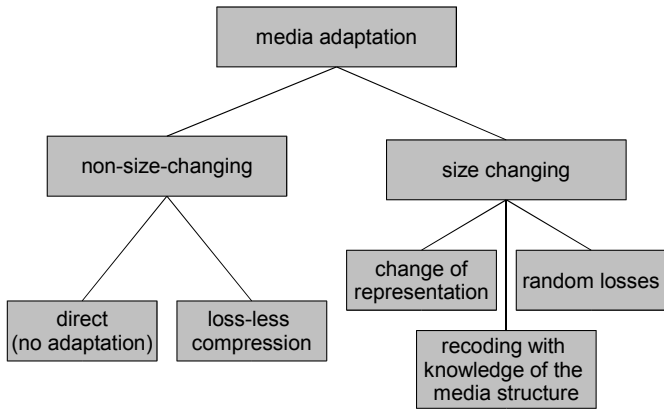 media adaptation
non-size-changing
size changing
change of
representation
random losses
direct
(no adaptation)
loss-less
compression
recoding with
knowledge of the
media structure